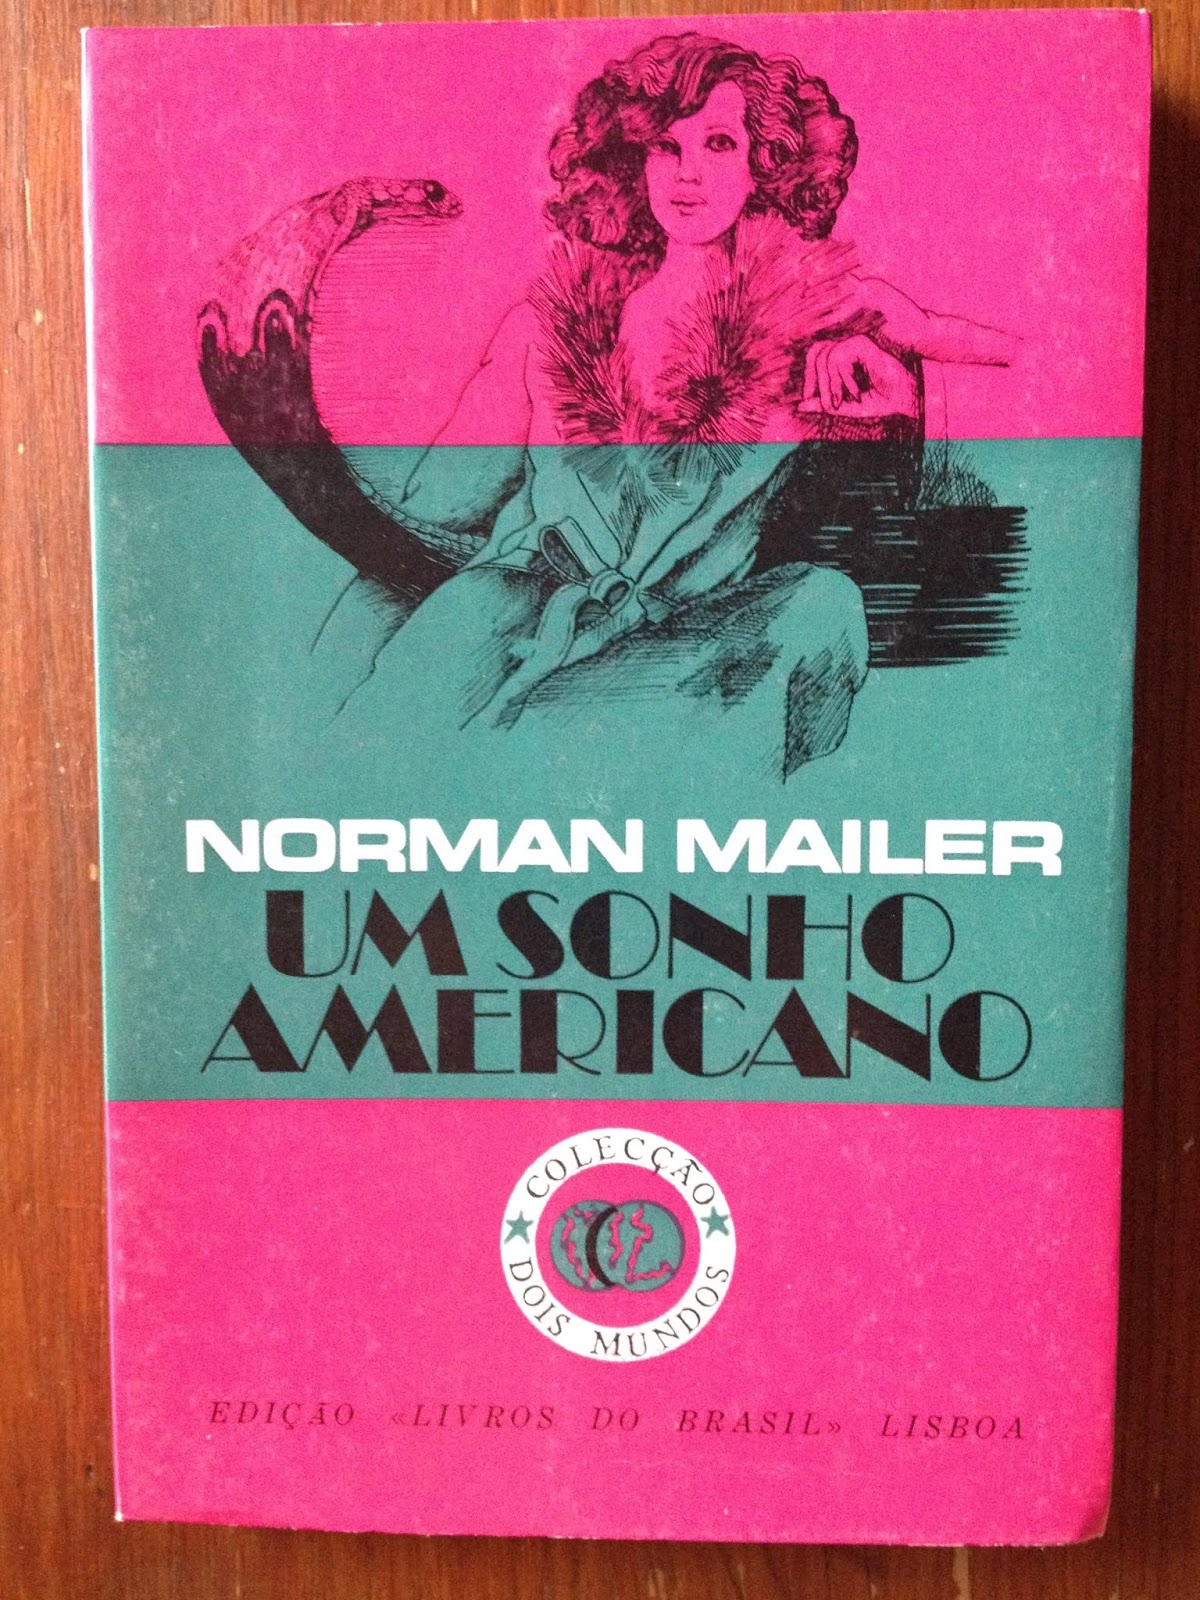 NORMAN MAILER
UM SONHO
AMERICANO
COLECÇÃO
DOIS MUNDOS
EDIÇÃO «LIVROS DO BRASIL» LISBOA